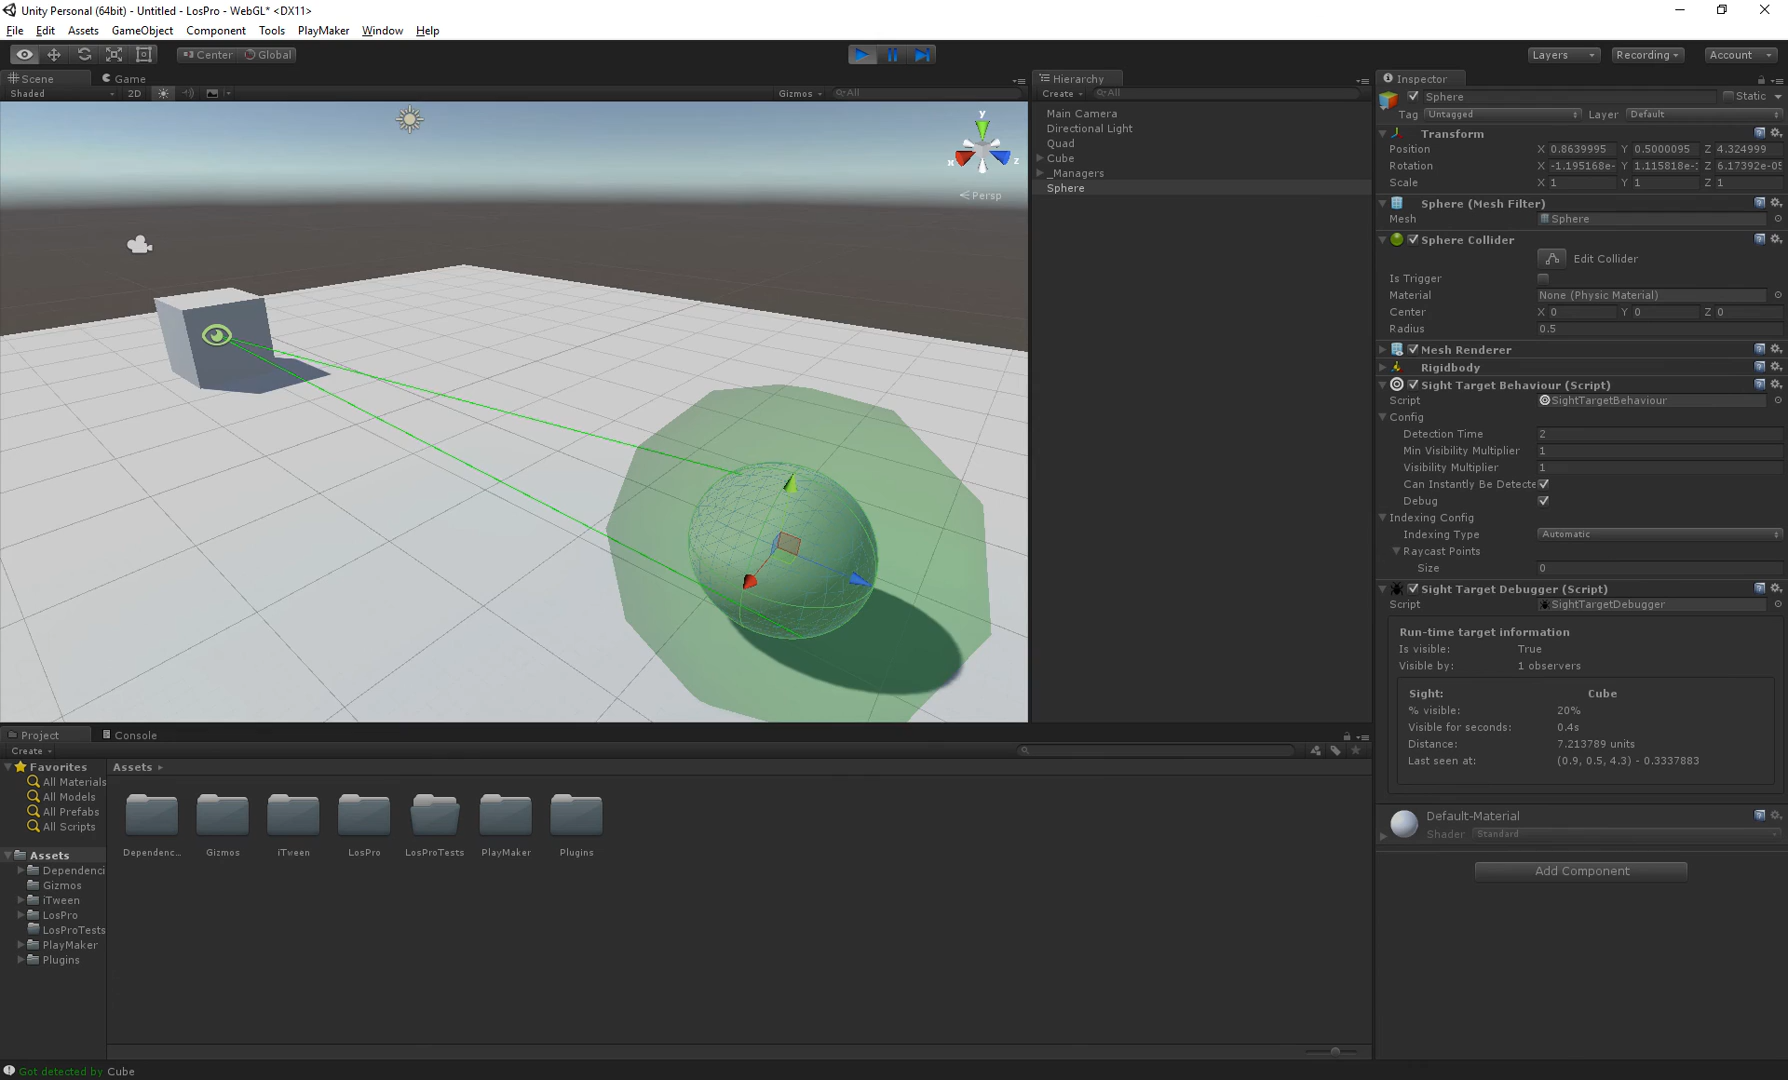 Unity Personal (64bit) - Untitled - LosPro - WebGL* <DX11>
File Edit Assets GameObject Component Tools PlayMaker Window Help
Center Global Layers Recording Account
Scene Game
Shaded 2D Gizmos All
y
x z
Persp
Hierarchy
Create All
Main Camera
Directional Light
Quad
Cube
_Managers
Sphere
Inspector
Sphere Static
Tag Untagged Layer Default
Transform
Position X 0.8639995 Y 0.5000095 Z 4.324999
Rotation X -1.195168e- Y 1.115818e- Z 6.17392e-05
Scale X 1 Y 1 Z 1
Sphere (Mesh Filter)
Mesh Sphere
Sphere Collider
Edit Collider
Is Trigger
Material None (Physic Material)
Center X 0 Y 0 Z 0
Radius 0.5
Mesh Renderer
Rigidbody
Sight Target Behaviour (Script)
Script SightTargetBehaviour
Config
Detection Time 2
Min Visibility Multiplier 1
Visibility Multiplier 1
Can Instantly Be Detecte
Debug
Indexing Config
Indexing Type Automatic
Raycast Points
Size 0
Sight Target Debugger (Script)
Script SightTargetDebugger
Run-time target information
Is visible: True
Visible by: 1 observers
Sight: Cube
% visible: 20%
Visible for seconds: 0.4s
Distance: 7.213789 units
Last seen at: (0.9, 0.5, 4.3) - 0.3337883
Default-Material
Shader Standard
Add Component
Project Console
Create
Favorites
All Materials
All Models
All Prefabs
All Scripts
Assets
Dependenci
Gizmos
iTween
LosPro
LosProTests
PlayMaker
Plugins
Assets
Dependenc... Gizmos iTween LosPro LosProTests PlayMaker Plugins
Got detected by Cube